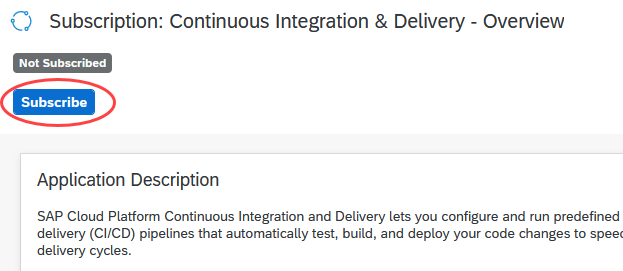 Subscription: Continuous Integration & Delivery - Overview
Not Subscribed
Subscribe
Application Description
SAP Cloud Platform Continuous Integration and Delivery lets you configure and run predefined
delivery (CI/CD) pipelines that automatically test, build, and deploy your code changes to speed
delivery cycles.